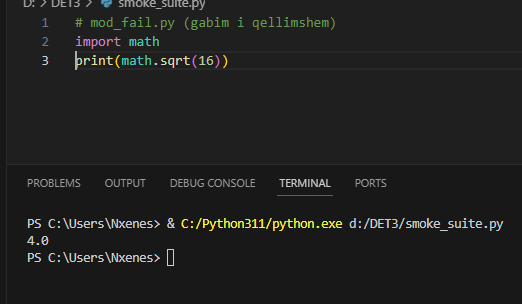 D: > DET3 > smoke_suite.py
1 # mod_fail.py (gabim i qellimshem)
2 import math
3 print(math.sqrt(16))
PROBLEMS OUTPUT DEBUG CONSOLE TERMINAL PORTS
PS C:\Users\Nxenes> & C:/Python311/python.exe d:/DET3/smoke_suite.py
4.0
PS C:\Users\Nxenes>